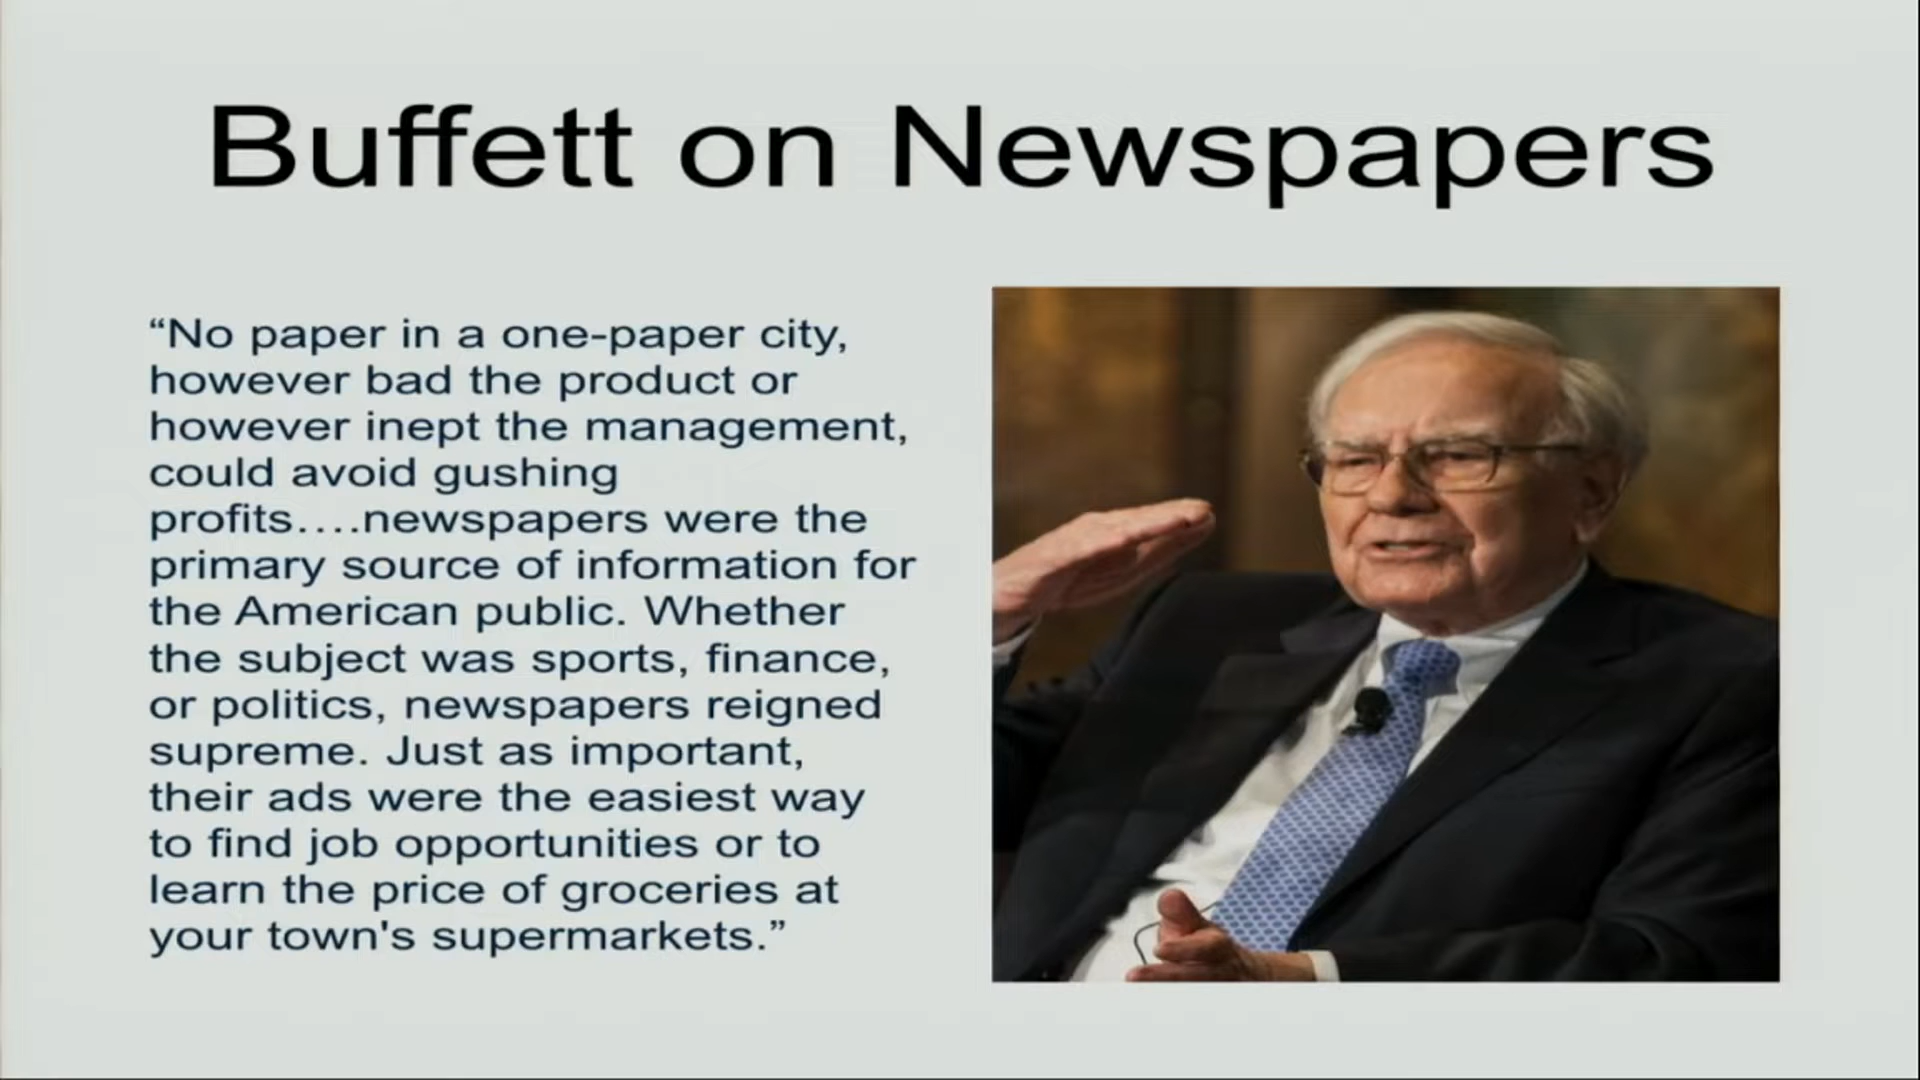 Buffett on Newspapers
“No paper in a one-paper city,
however bad the product or
however inept the management,
could avoid gushing
profits….newspapers were the
primary source of information for
the American public. Whether
the subject was sports, finance,
or politics, newspapers reigned
supreme. Just as important,
their ads were the easiest way
to find job opportunities or to
learn the price of groceries at
your town's supermarkets.”